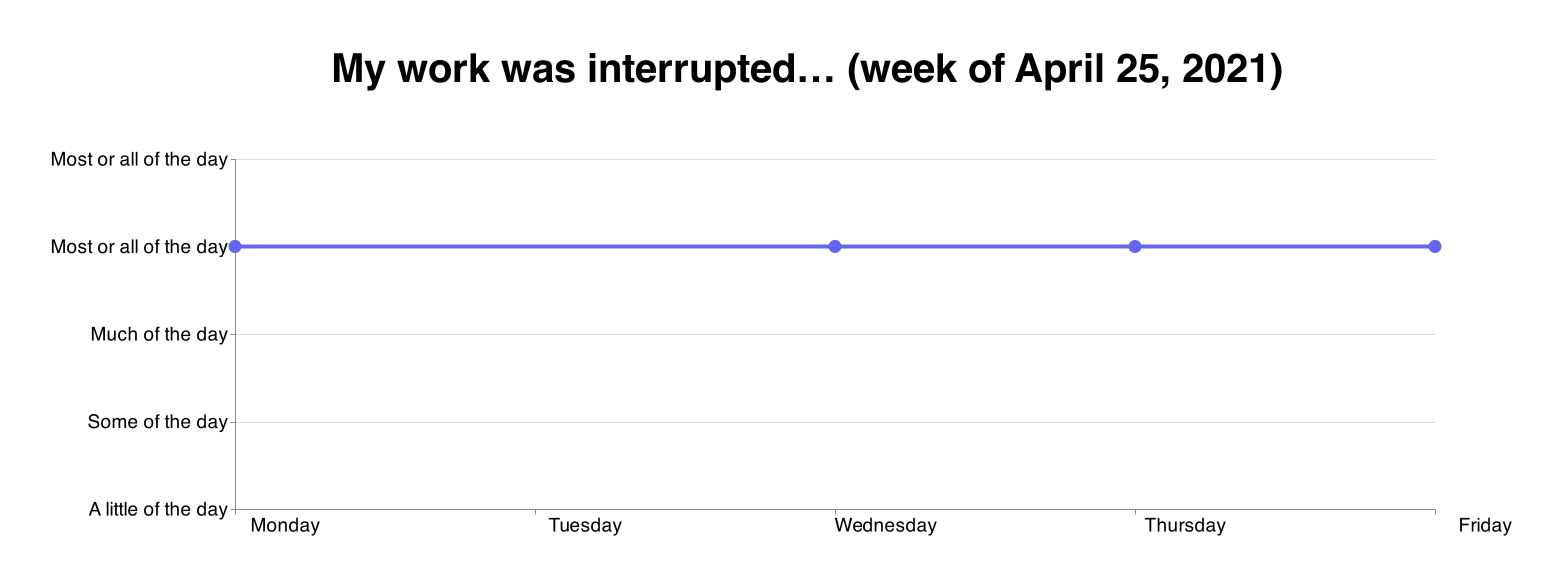 My work was interrupted... (week of April 25, 2021)
Most or all of the day
Most or all of the day
Much of the day
Some of the day
A little of the day
Monday
Tuesday
Wednesday
Thursday
Friday